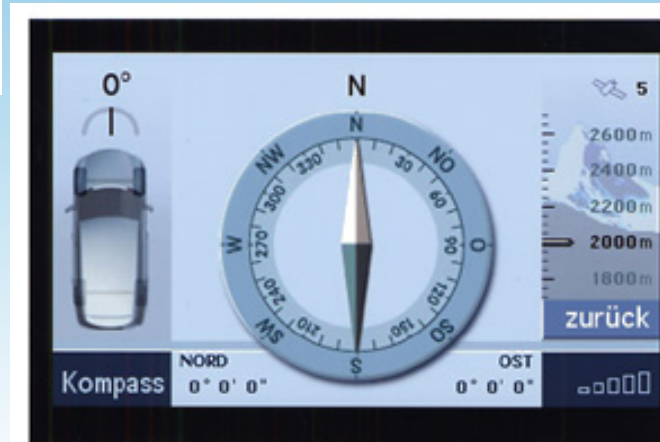 0°
N
5
N
NO
O
SO
S
SW
W
NW
30
60
90
150
210
240
270
300
330
2600m
2400m
2200m
2000m
1800m
zurück
Kompass
NORD
0° 0' 0"
OST
0° 0' 0"